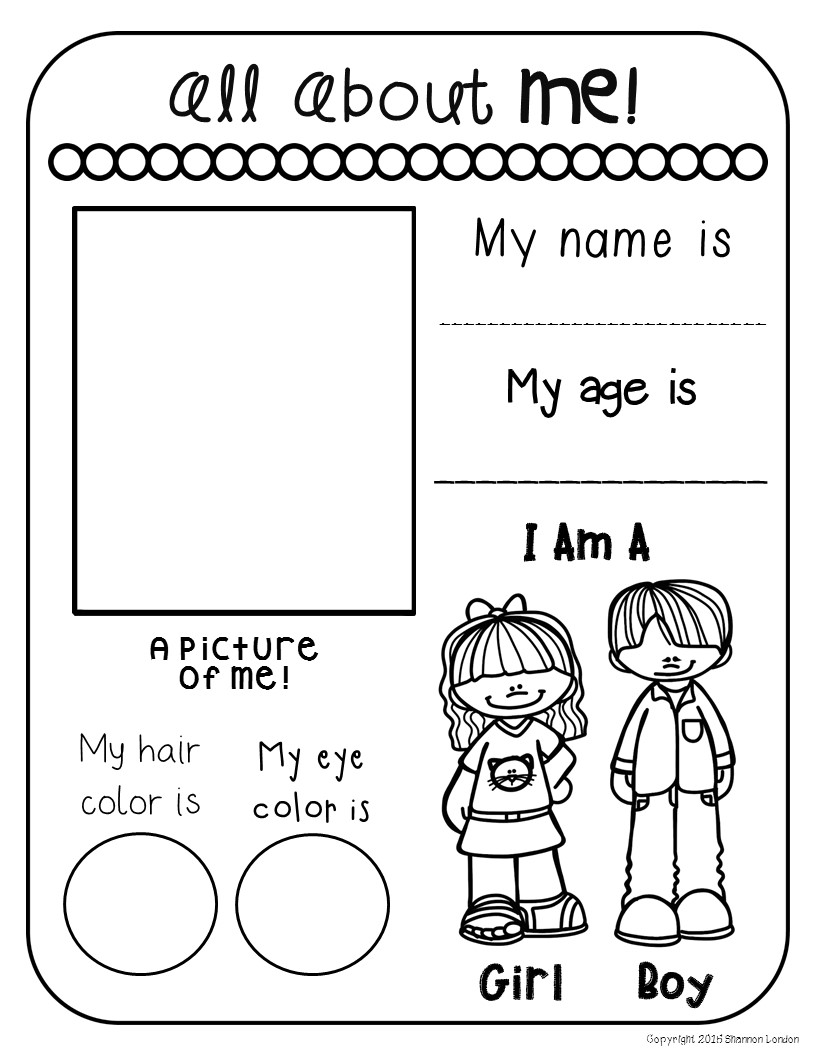 all about me!
My name is
My age is
I Am A
A Picture
Of me!
My hair
color is
My eye
color is
Girl
Boy
Copyright 2015 Shannon London